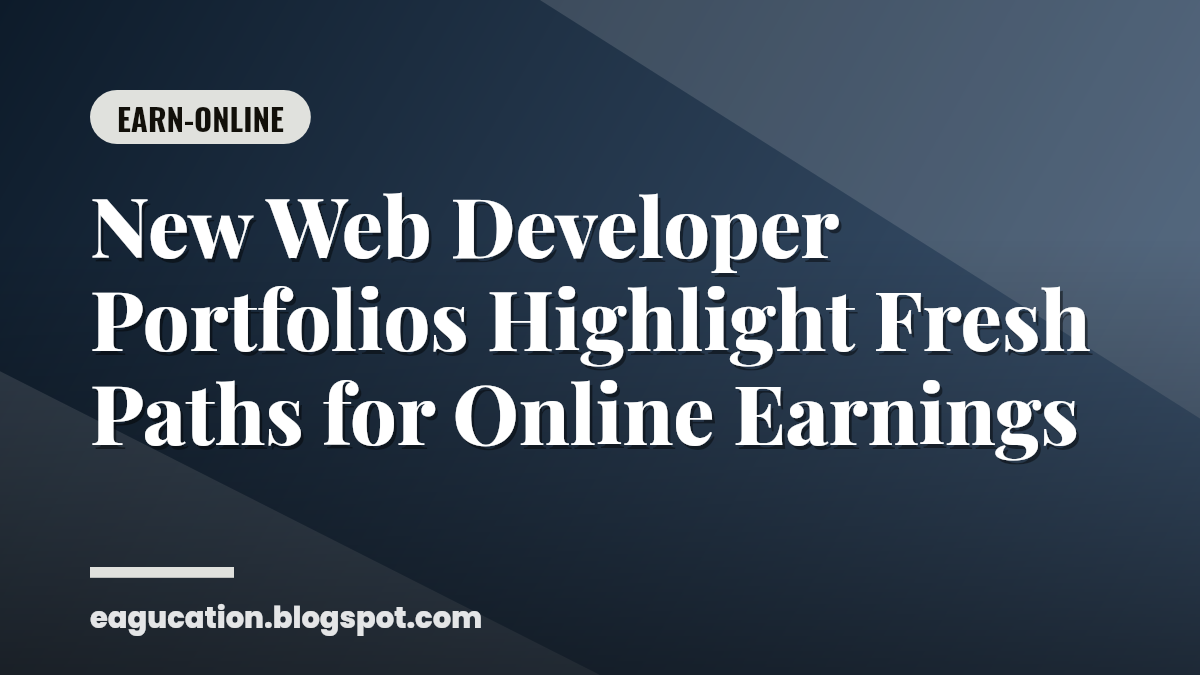 EARN-ONLINE
New Web Developer
Portfolios Highlight Fresh
Paths for Online Earnings
eagucation.blogspot.com